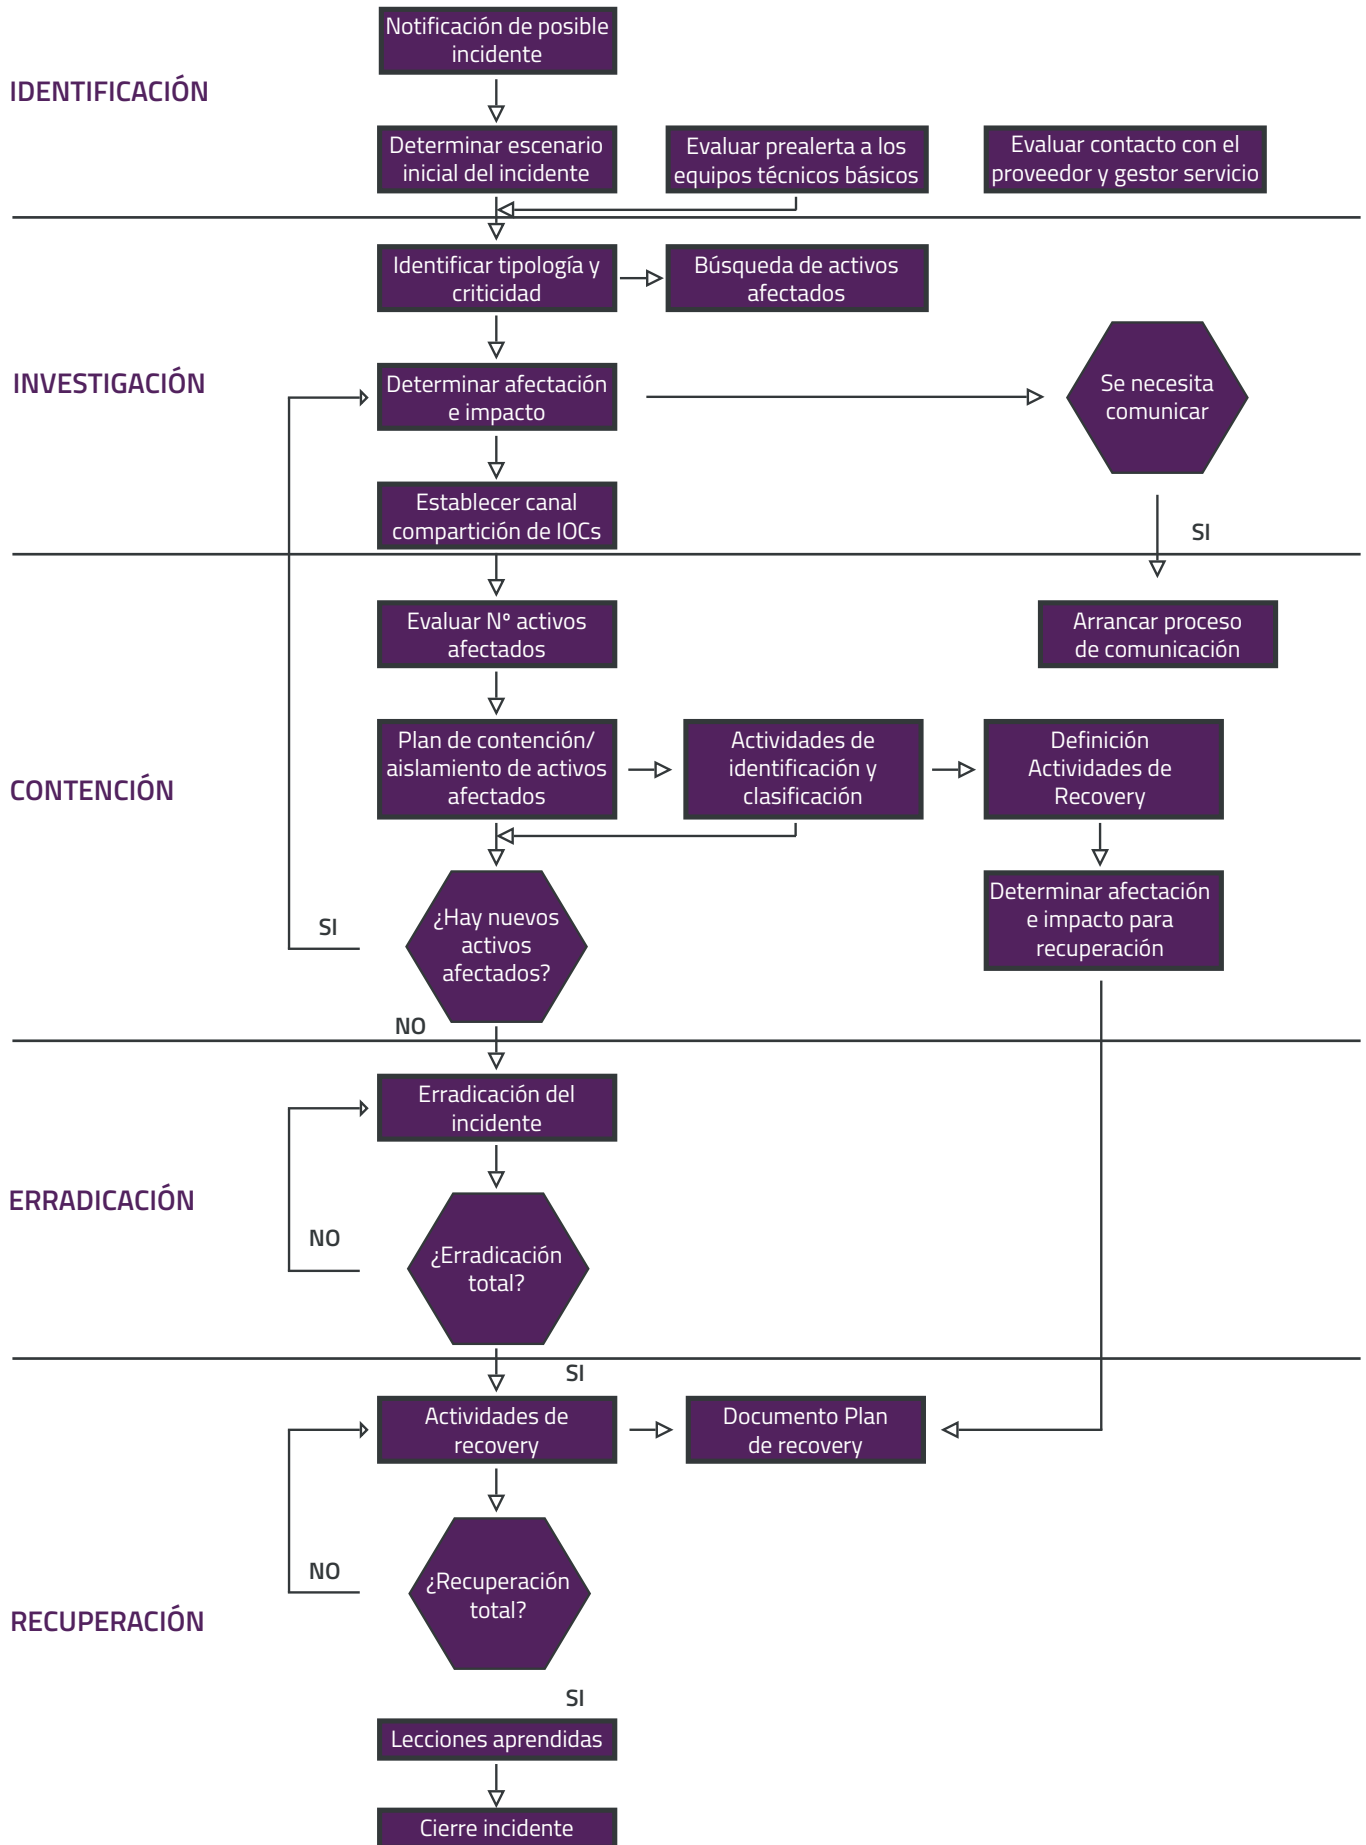 Notificación de posible
incidente
IDENTIFICACIÓN
Determinar escenario
inicial del incidente
Evaluar prealerta a los
equipos técnicos básicos
Evaluar contacto con el
proveedor y gestor servicio
Identificar tipología y
criticidad
Búsqueda de activos
afectados
INVESTIGACIÓN
Determinar afectación
e impacto
Se necesita
comunicar
Establecer canal
compartición de IOCs
SI
Evaluar Nº activos
afectados
Arrancar proceso
de comunicación
CONTENCIÓN
Plan de contención/
aislamiento de activos
afectados
Actividades de
identificación y
clasificación
Definición
Actividades de
Recovery
SI
¿Hay nuevos
activos
afectados?
Determinar afectación
e impacto para
recuperación
NO
Erradicación del
incidente
ERRADICACIÓN
NO
¿Erradicación
total?
SI
Actividades de
recovery
Documento Plan
de recovery
NO
¿Recuperación
total?
RECUPERACIÓN
SI
Lecciones aprendidas
Cierre incidente